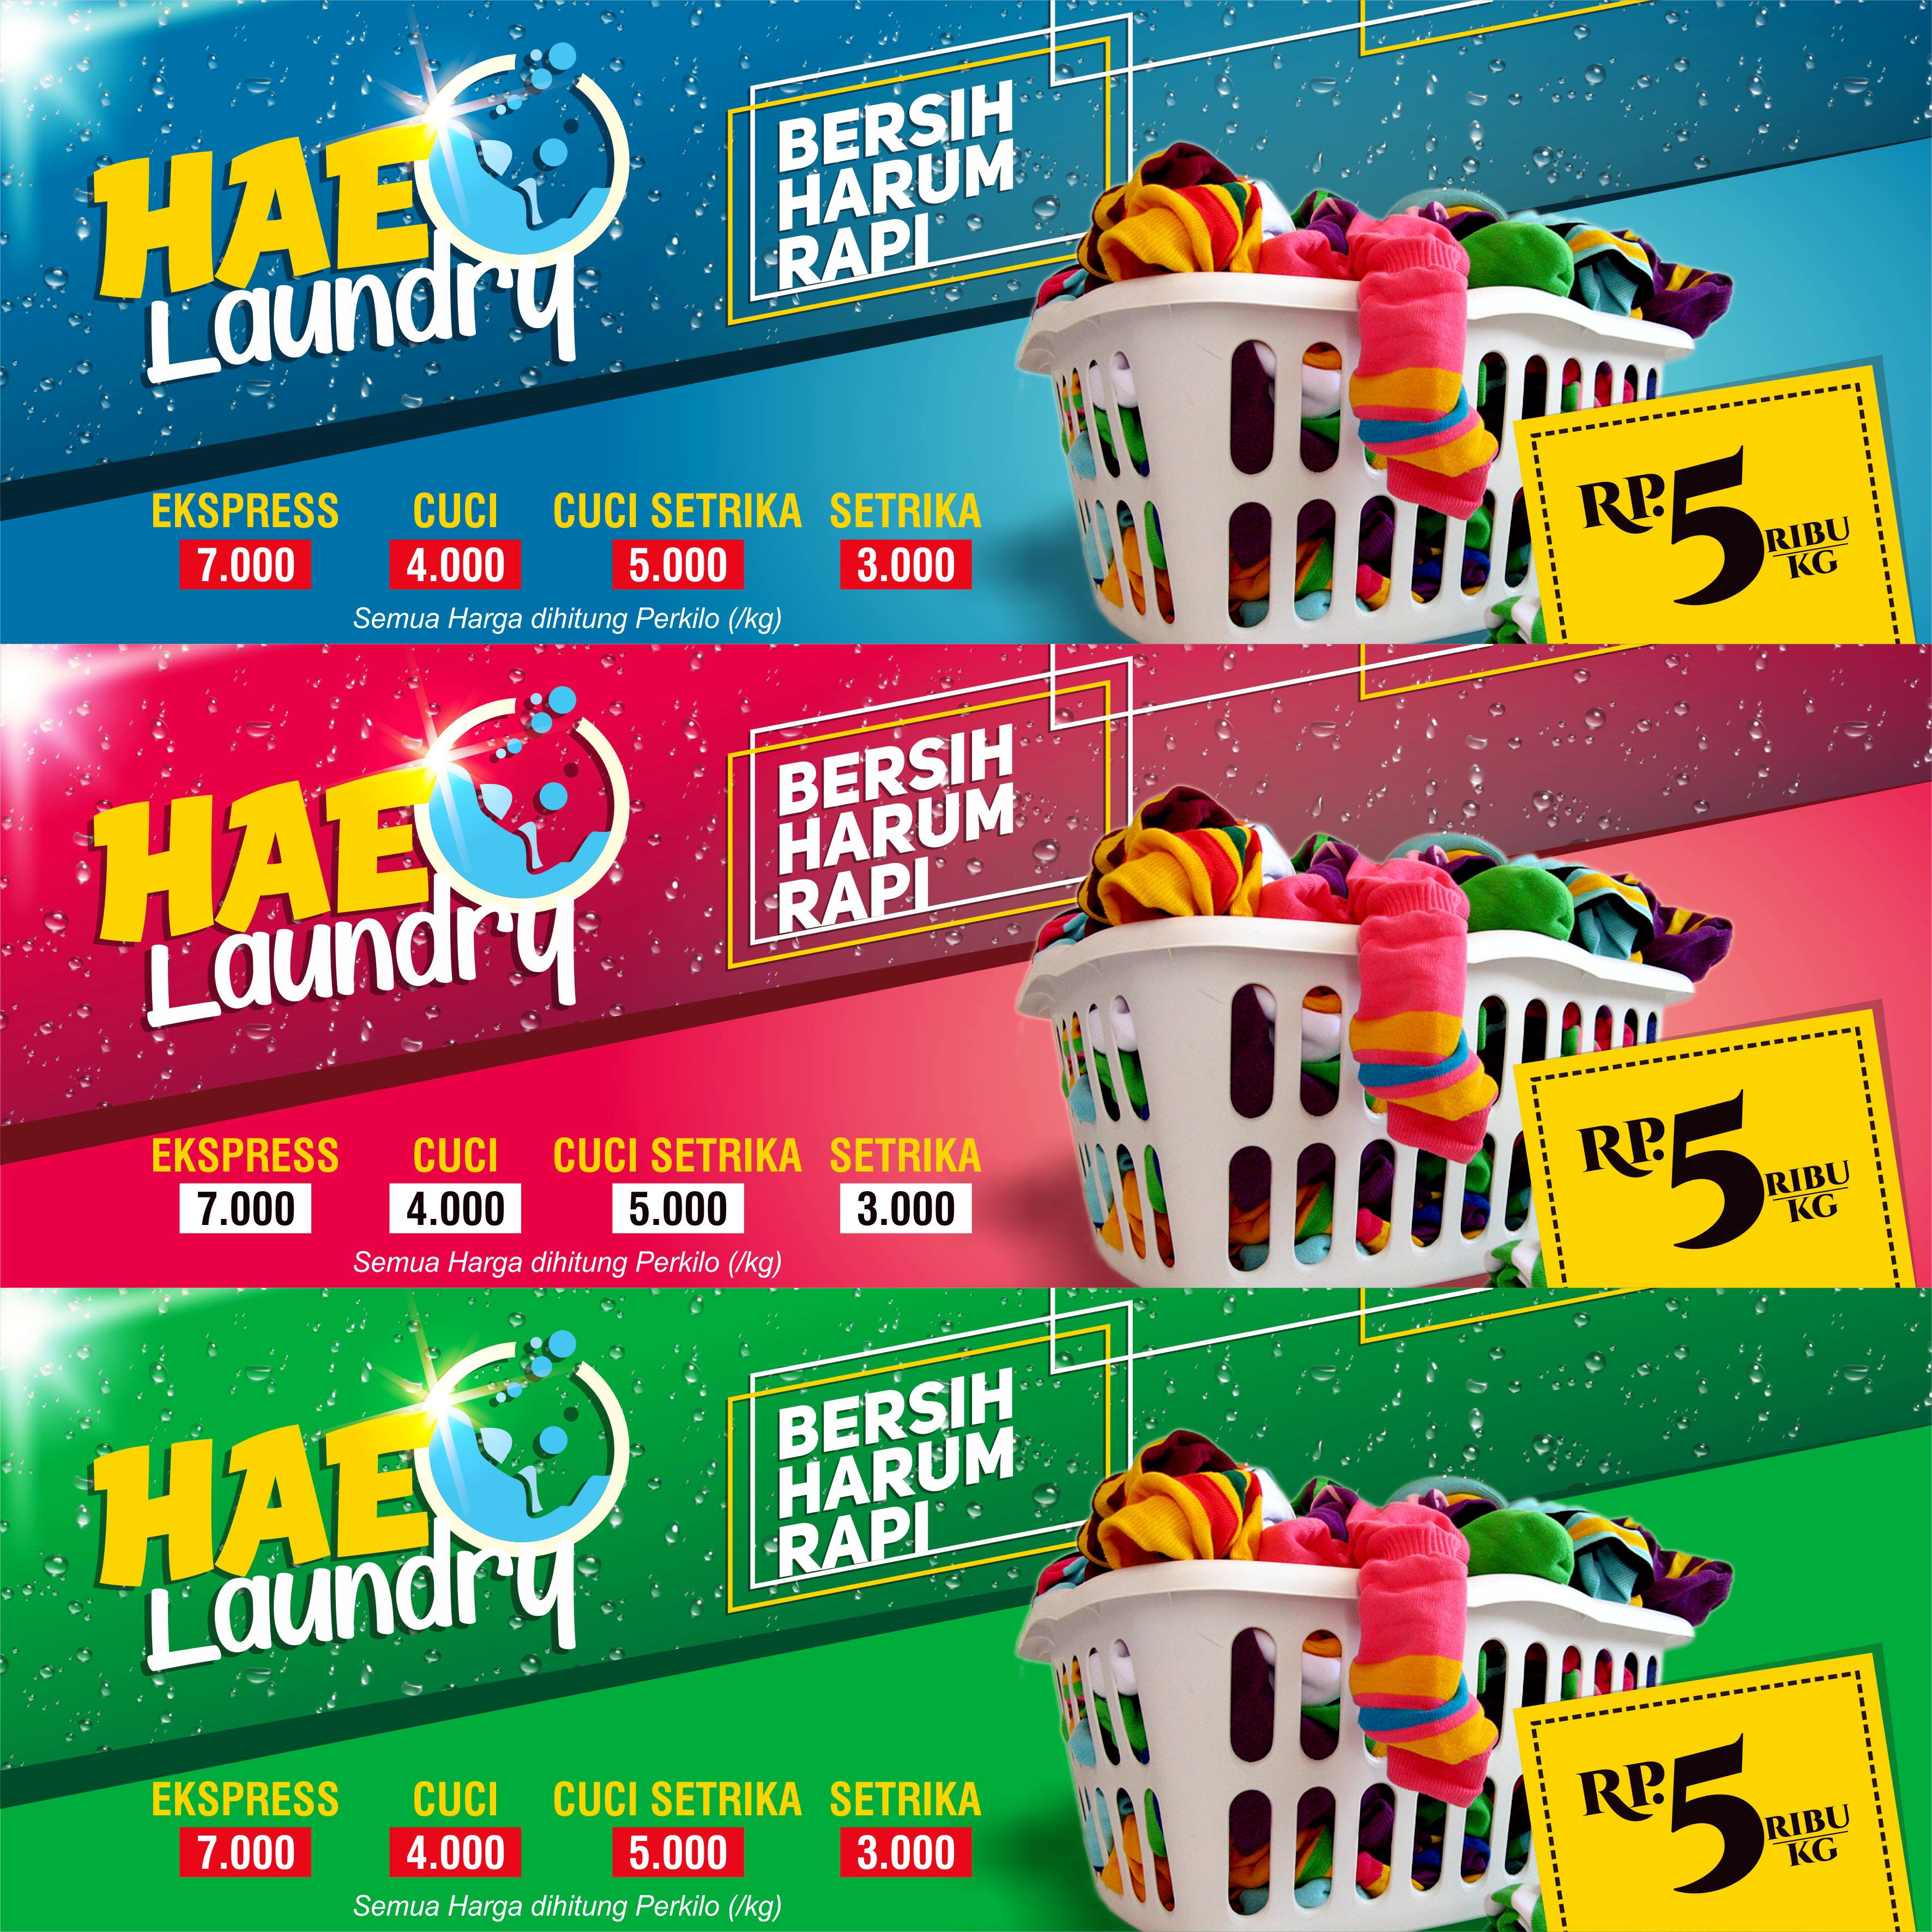 HAE
Laundry
BERSIH
HARUM
RAPI
EKSPRESS CUCI CUCI SETRIKA SETRIKA
7.000 4.000 5.000 3.000
Semua Harga dihitung Perkilo (/kg)
RP. 5 RIBU
KG
HAE
Laundry
BERSIH
HARUM
RAPI
EKSPRESS CUCI CUCI SETRIKA SETRIKA
7.000 4.000 5.000 3.000
Semua Harga dihitung Perkilo (/kg)
RP. 5 RIBU
KG
HAE
Laundry
BERSIH
HARUM
RAPI
EKSPRESS CUCI CUCI SETRIKA SETRIKA
7.000 4.000 5.000 3.000
Semua Harga dihitung Perkilo (/kg)
RP. 5 RIBU
KG